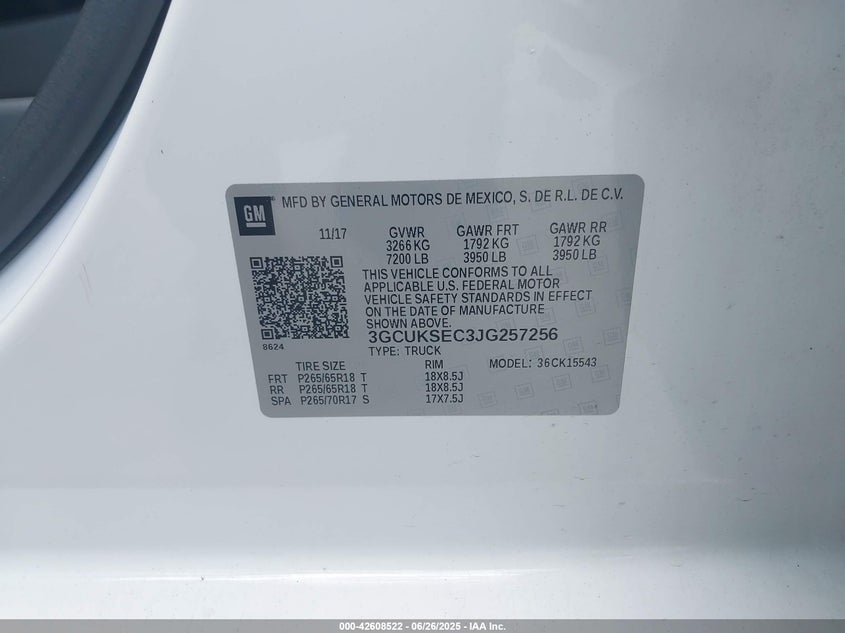 GM
® MFD BY GENERAL MOTORS DE MEXICO, S. DE R.L. DE C.V.
11/17 GVWR GAWR FRT GAWR RR
3266 KG 1792 KG 1792 KG
7200 LB 3950 LB 3950 LB
THIS VEHICLE CONFORMS TO ALL
APPLICABLE U.S. FEDERAL MOTOR
VEHICLE SAFETY STANDARDS IN EFFECT
ON THE DATE OF MANUFACTURE
SHOWN ABOVE.
3GCUKSEC3JG257256
8624
TYPE: TRUCK
TIRE SIZE RIM MODEL: 36CK15543
FRT P265/65R18 T 18X8.5J
RR P265/65R18 T 18X8.5J
SPA P265/70R17 S 17X7.5J
000-42608522 | 06/26/2025 - IAA Inc.